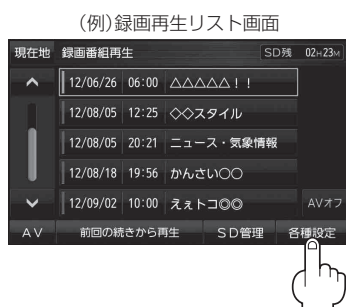 (例)録画再生リスト画面
現在地 録画番組再生 SD残 02H23M
12/06/26 06:00 △△△△△！！
12/08/05 12:25 ◇◇スタイル
12/08/05 20:21 ニュース・気象情報
12/08/18 19:56 かんさい○○
12/09/02 10:00 えぇトコ◎◎ AVオフ
AV 前回の続きから再生 SD管理 各種設定